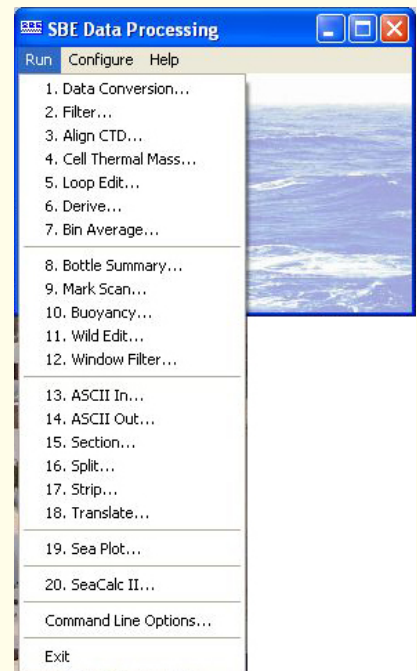 SBE SBE Data Processing
Run Configure Help
1. Data Conversion...
2. Filter...
3. Align CTD...
4. Cell Thermal Mass...
5. Loop Edit...
6. Derive...
7. Bin Average...
8. Bottle Summary...
9. Mark Scan...
10. Buoyancy...
11. Wild Edit...
12. Window Filter...
13. ASCII In...
14. ASCII Out...
15. Section...
16. Split...
17. Strip...
18. Translate...
19. Sea Plot...
20. SeaCalc II...
Command Line Options...
Exit